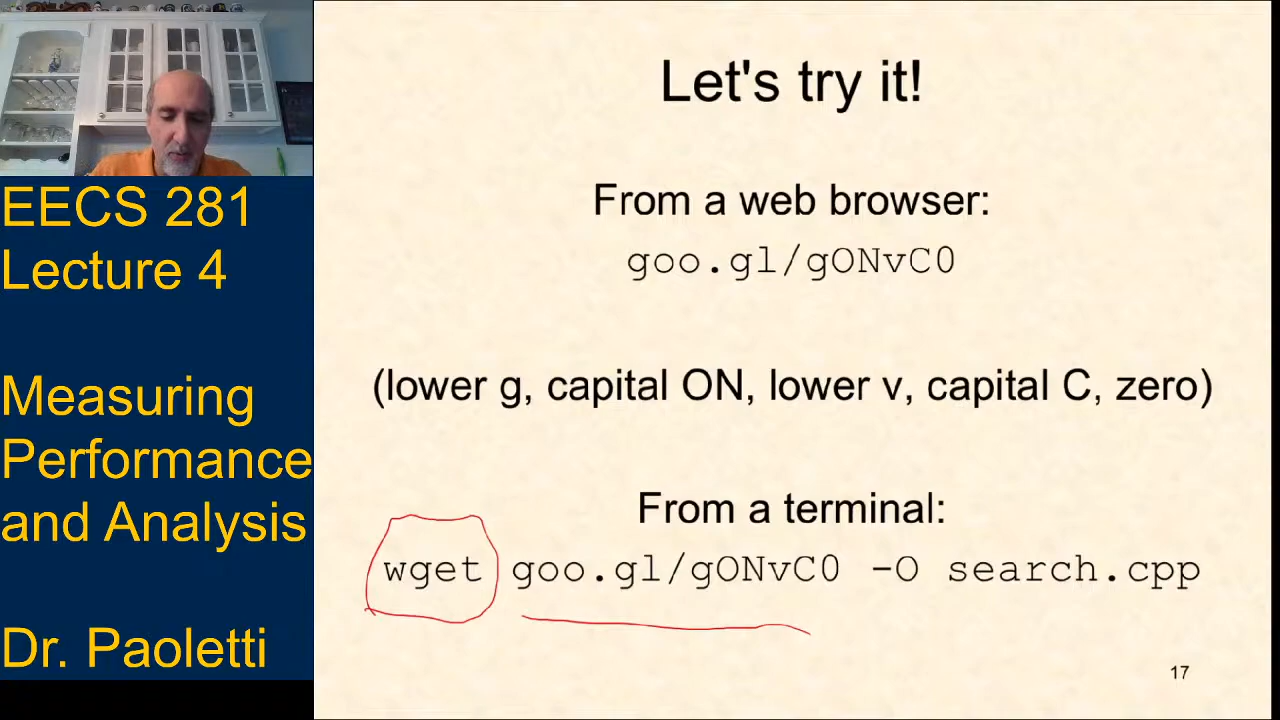 EECS 281
Lecture 4
Measuring
Performance
and Analysis
Dr. Paoletti
Let's try it!
From a web browser:
goo.gl/gONvC0
(lower g, capital ON, lower v, capital C, zero)
From a terminal:
wget goo.gl/gONvC0 -O search.cpp
17